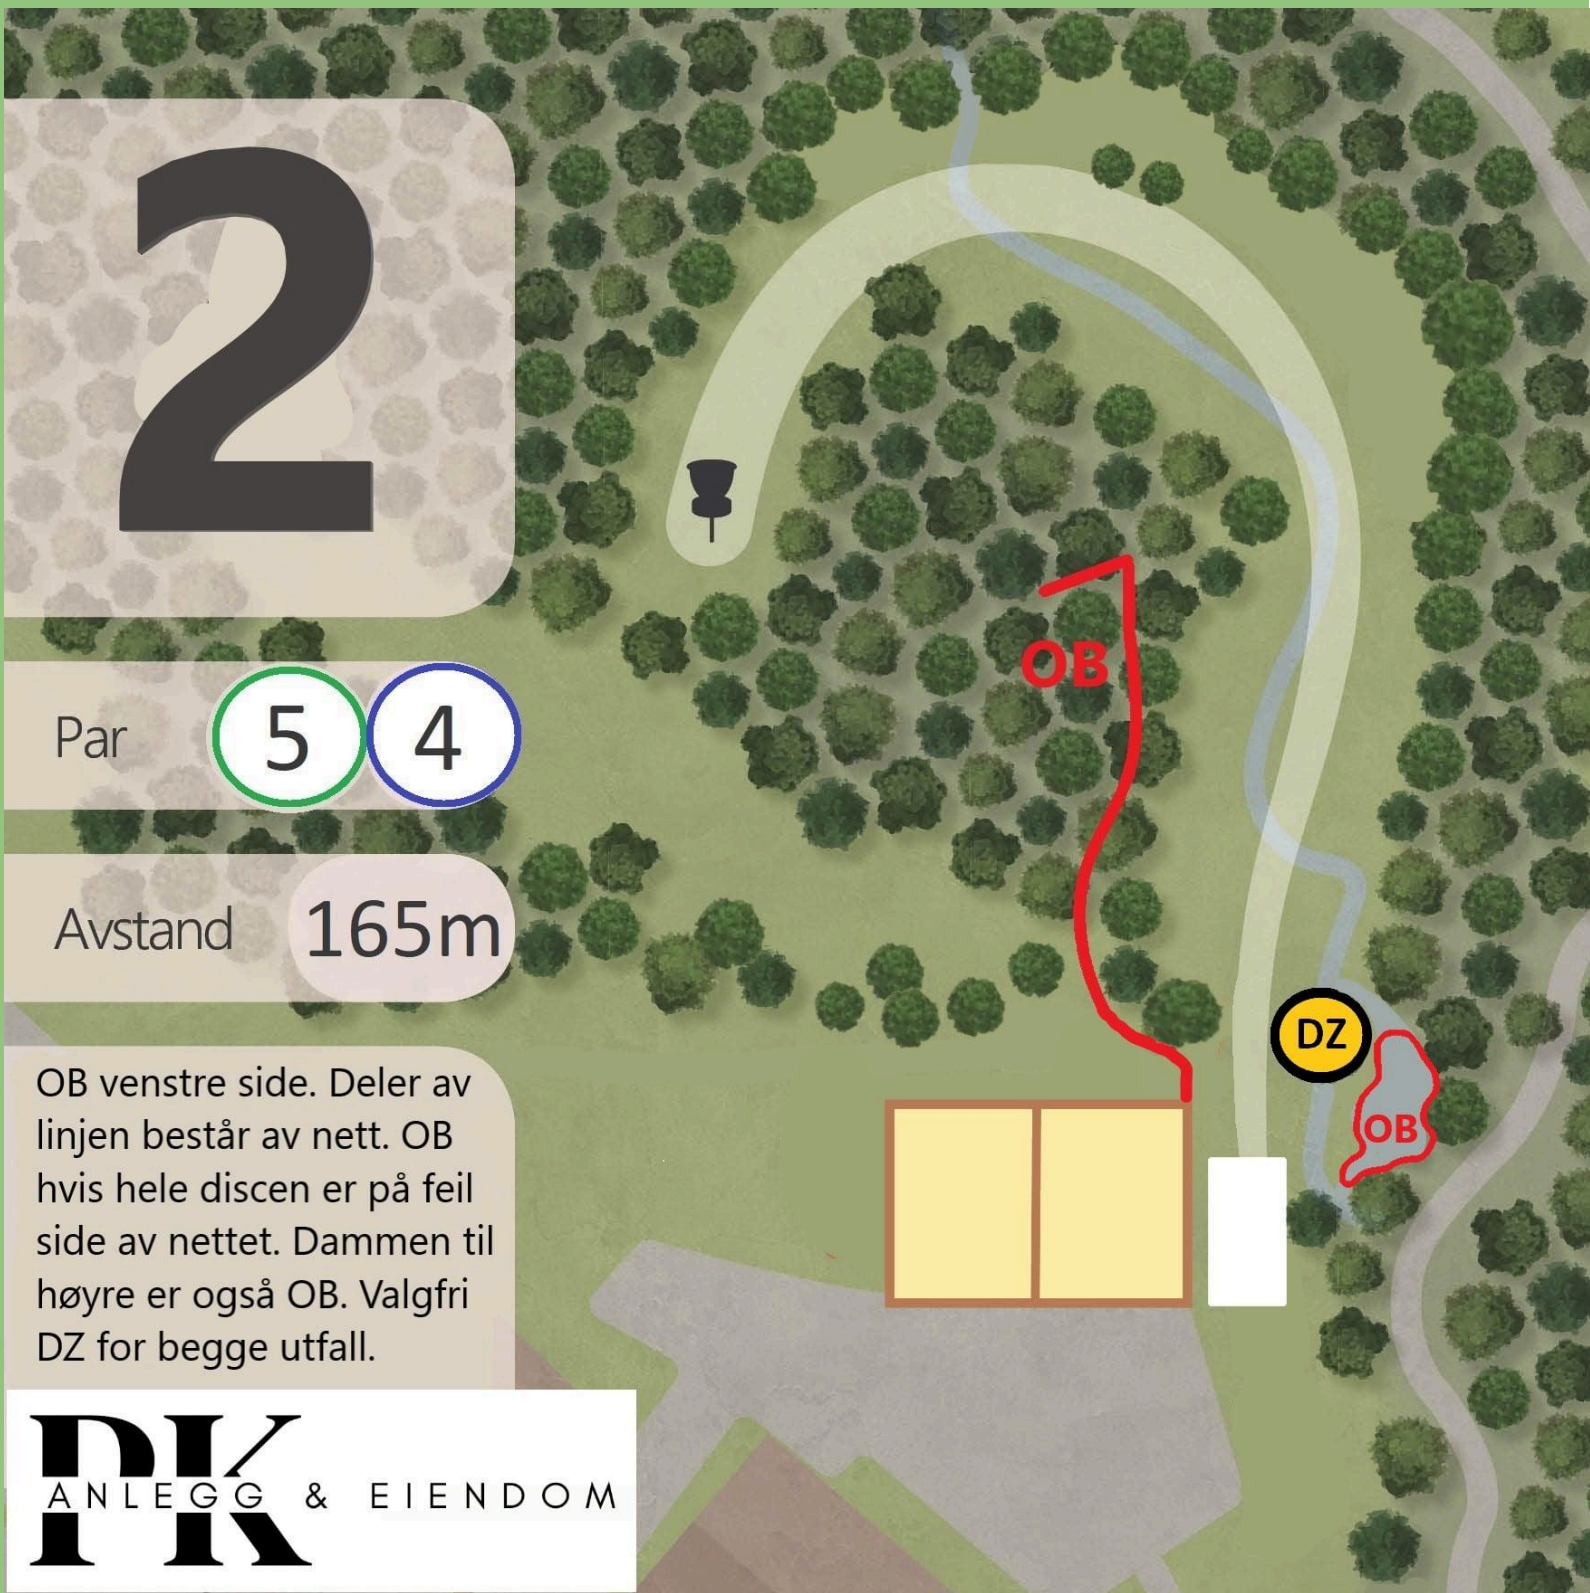 2
Par 5 4
Avstand 165m
OB venstre side. Deler av
linjen består av nett. OB
hvis hele discen er på feil
side av nettet. Dammen til
høyre er også OB. Valgfri
DZ for begge utfall.
PK
ANLEGG & EIENDOM
OB
DZ
OB